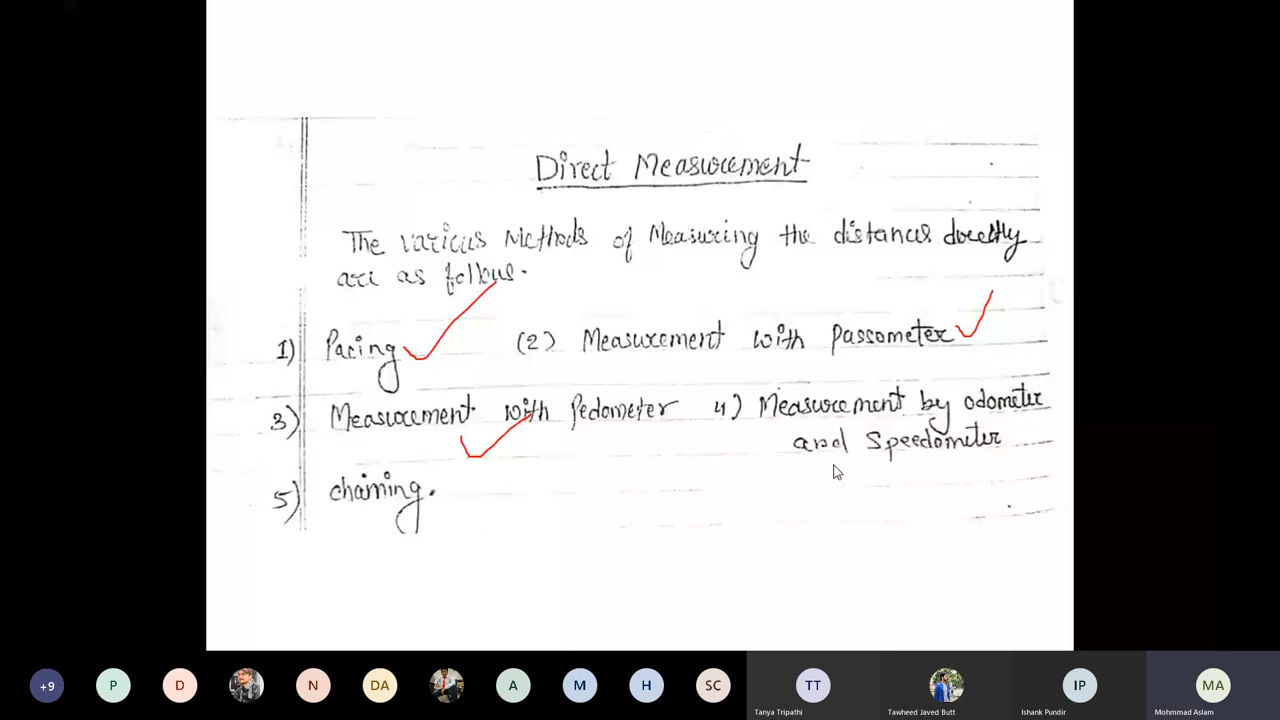 Direct Measurement
The various Methods of Measuring the distances directly
are as follows.
1) Pacing (2) Measurement with Passometer
3) Measurement with Pedometer 4) Measurement by odometer
and Speedometer
5) chaining.
+9 P D N DA A M H SC TT IP MA
Tanya Tripathi Tawheed Javed Butt Ishank Pundir Mohmmad Aslam